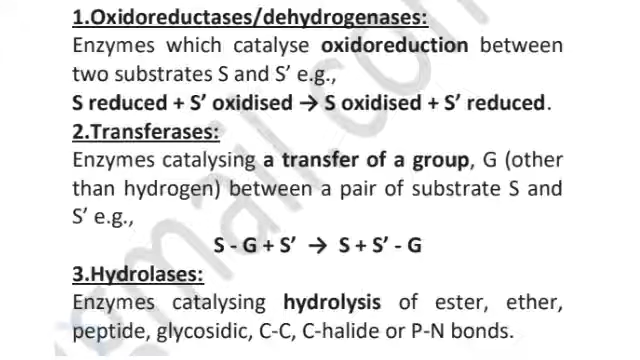 1.Oxidoreductases/dehydrogenases:
Enzymes which catalyse oxidoreduction between
two substrates S and S’ e.g.,
S reduced + S’ oxidised → S oxidised + S’ reduced.
2.Transferases:
Enzymes catalysing a transfer of a group, G (other
than hydrogen) between a pair of substrate S and
S’ e.g.,
S - G + S’ → S + S’ - G
3.Hydrolases:
Enzymes catalysing hydrolysis of ester, ether,
peptide, glycosidic, C-C, C-halide or P-N bonds.